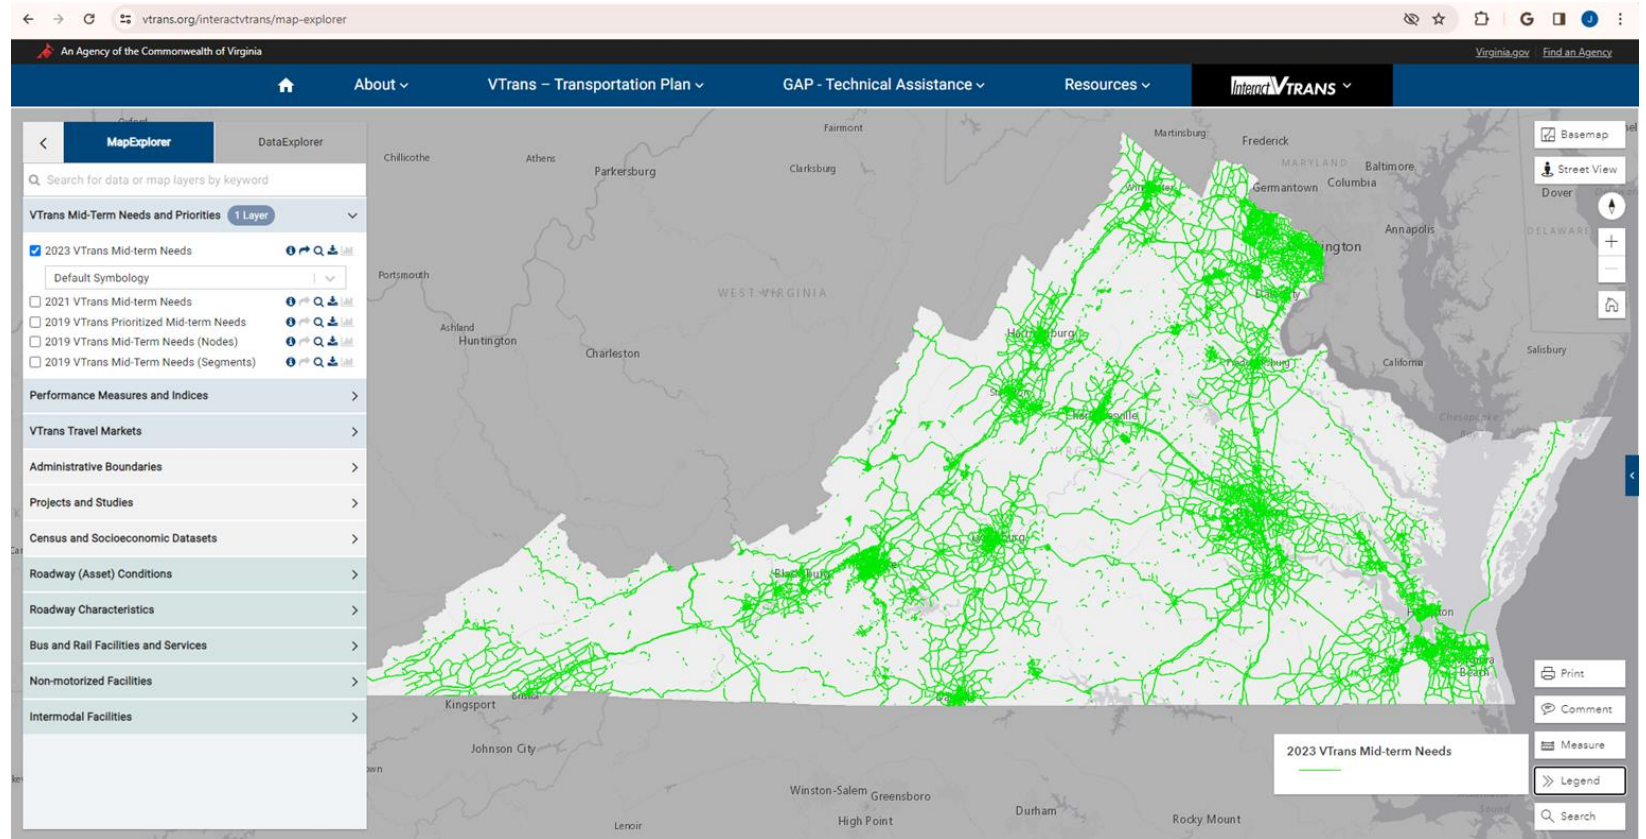 vtrans.org/interactvtrans/map-explorer
An Agency of the Commonwealth of Virginia
Virginia.gov
Find an Agency
About
VTrans – Transportation Plan
GAP - Technical Assistance
Resources
Interact VTRANS
MapExplorer
DataExplorer
Search for data or map layers by keyword
VTrans Mid-Term Needs and Priorities 1 Layer
2023 VTrans Mid-term Needs
Default Symbology
2021 VTrans Mid-term Needs
2019 VTrans Prioritized Mid-term Needs
2019 VTrans Mid-Term Needs (Nodes)
2019 VTrans Mid-Term Needs (Segments)
Performance Measures and Indices
VTrans Travel Markets
Administrative Boundaries
Projects and Studies
Census and Socioeconomic Datasets
Roadway (Asset) Conditions
Roadway Characteristics
Bus and Rail Facilities and Services
Non-motorized Facilities
Intermodal Facilities
Fairmont
Martinsburg
Frederick
Chillicothe
Athens
Parkersburg
Clarksburg
MARYLAND
Baltimore
Germantown
Columbia
Dover
Annapolis
DELAWARE
Portsmouth
WEST VIRGINIA
Ashland
Huntington
Charleston
California
Salisbury
Chesapeake
VIRGINIA
Blacksburg
Beach
Kingsport
Johnson City
Winston-Salem
Greensboro
High Point
Durham
Rocky Mount
Lenoir
Basemap
Street View
Print
Comment
Measure
Legend
Search
2023 VTrans Mid-term Needs